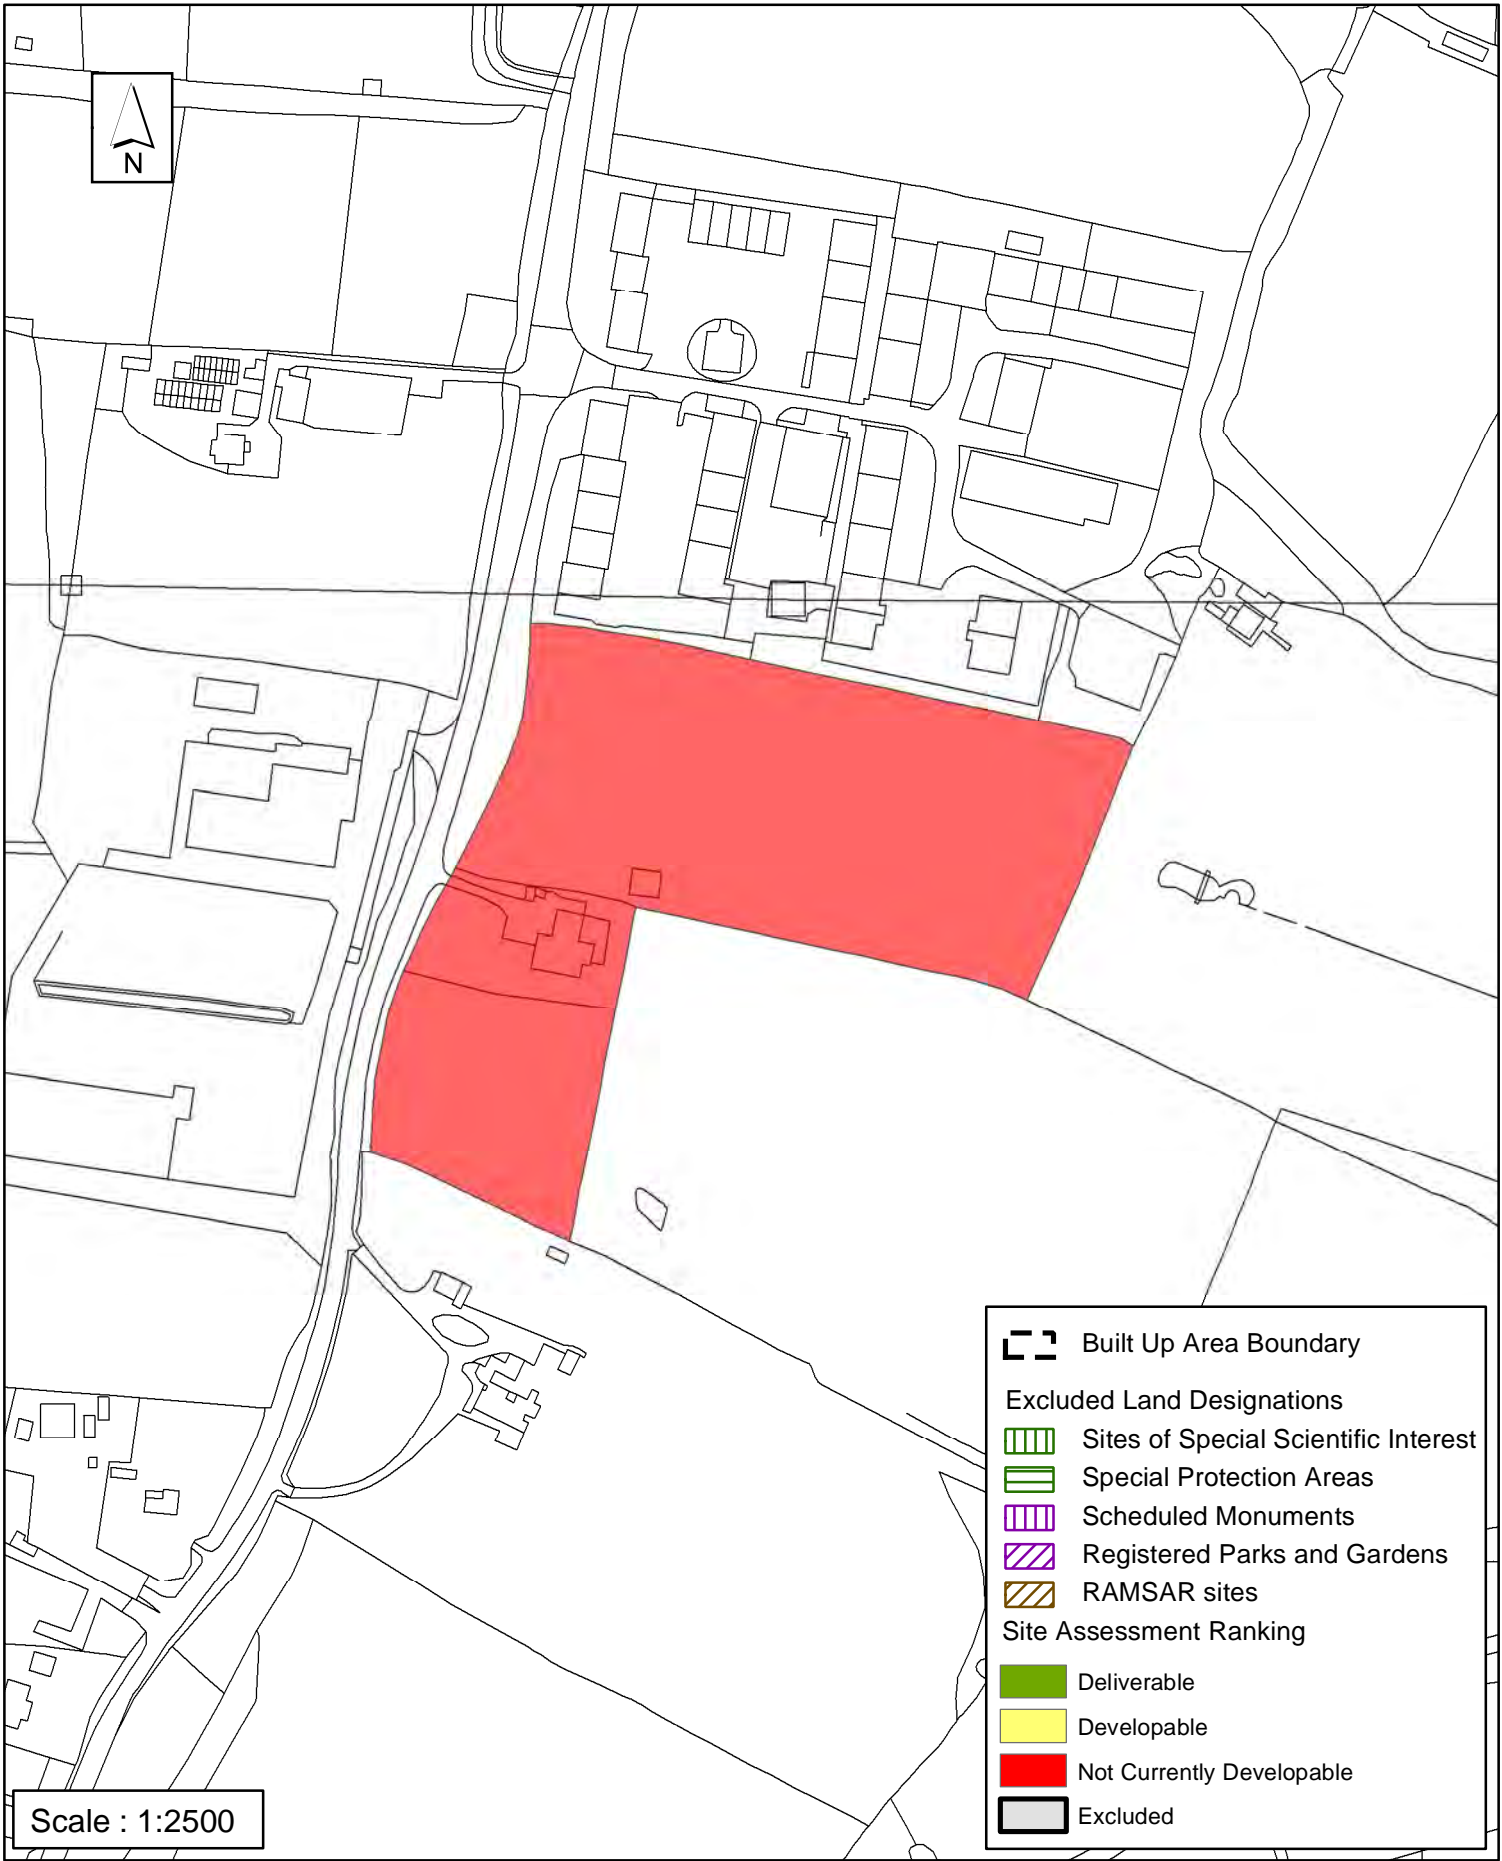 N
Built Up Area Boundary
Excluded Land Designations
Sites of Special Scientific Interest
Special Protection Areas
Scheduled Monuments
Registered Parks and Gardens
RAMSAR sites
Site Assessment Ranking
Deliverable
Developable
Not Currently Developable
Excluded
Scale : 1:2500